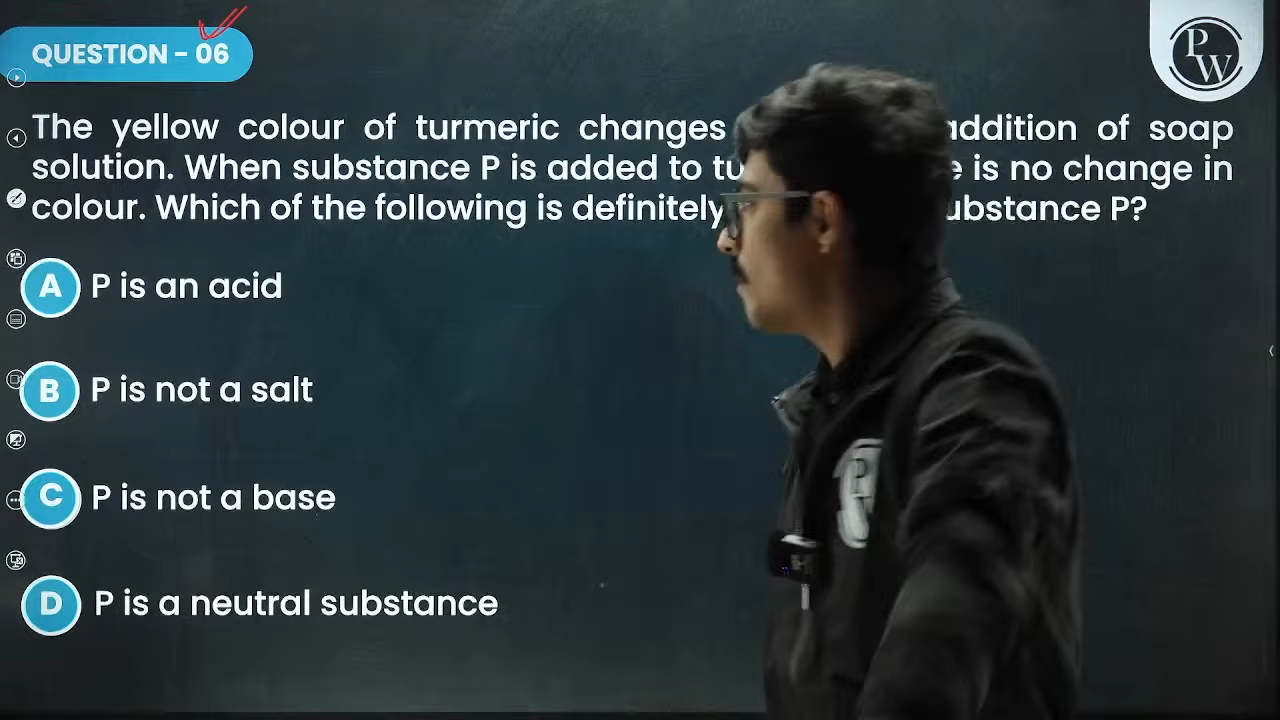 QUESTION - 06
PW
The yellow colour of turmeric changes addition of soap
solution. When substance P is added to is no change in
colour. Which of the following is definitely substance P?
A P is an acid
B P is not a salt
C P is not a base
D P is a neutral substance